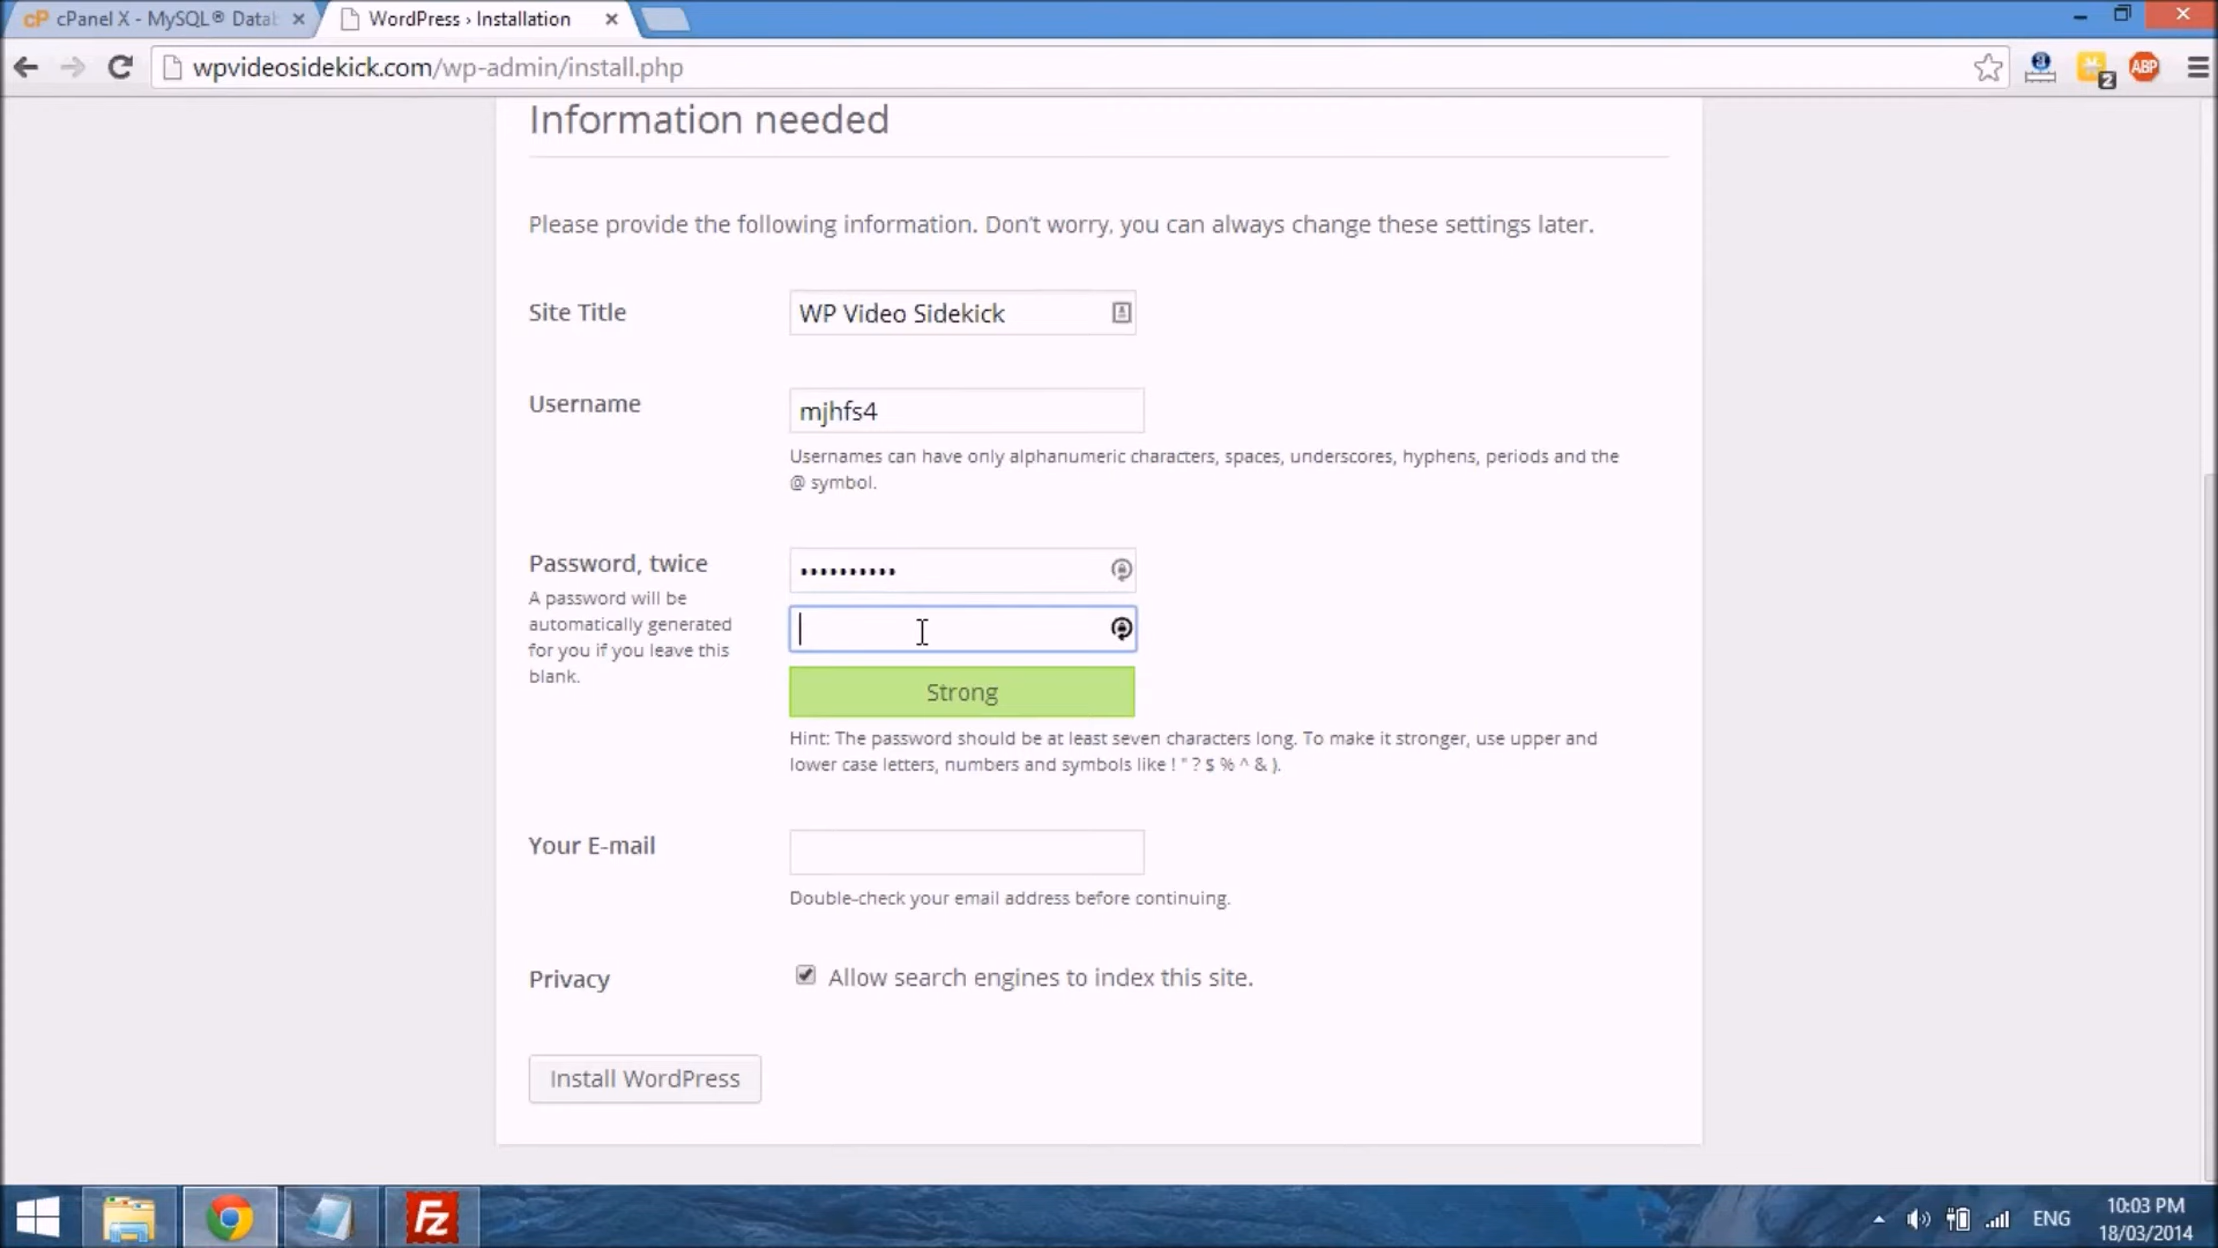 cPanel X - MySQL® Datab
WordPress › Installation
wpvideosidekick.com/wp-admin/install.php
2
ABP
Information needed
Please provide the following information. Don't worry, you can always change these settings later.
Site Title
WP Video Sidekick
Username
mjhfs4
Usernames can have only alphanumeric characters, spaces, underscores, hyphens, periods and the
@ symbol.
Password, twice
A password will be
automatically generated
for you if you leave this
blank.
••••••••••
Strong
Hint: The password should be at least seven characters long. To make it stronger, use upper and
lower case letters, numbers and symbols like ! " ? $ % ^ & ).
Your E-mail
Double-check your email address before continuing.
Privacy
Allow search engines to index this site.
Install WordPress
Fz
ENG
10:03 PM
18/03/2014